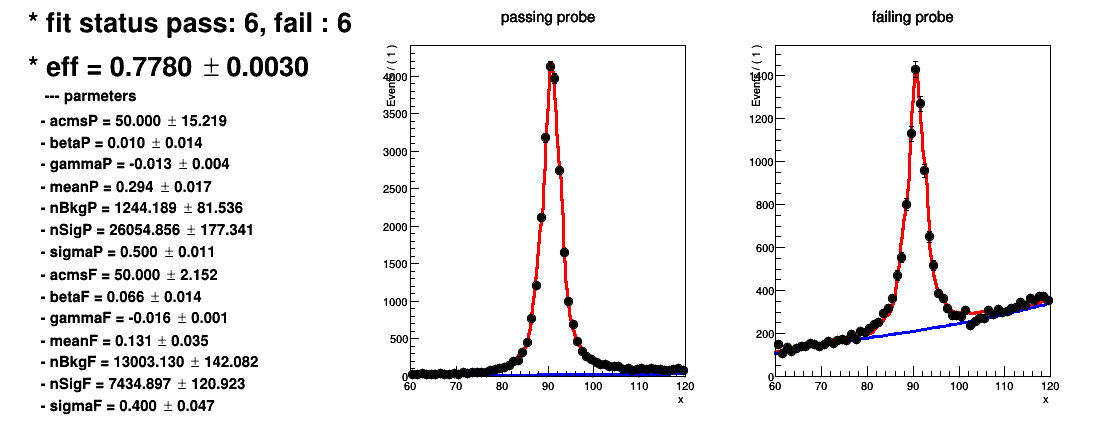 * fit status pass: 6, fail : 6
* eff = 0.7780 ± 0.0030
--- parmeters
- acmsP = 50.000 ± 15.219
- betaP = 0.010 ± 0.014
- gammaP = -0.013 ± 0.004
- meanP = 0.294 ± 0.017
- nBkgP = 1244.189 ± 81.536
- nSigP = 26054.856 ± 177.341
- sigmaP = 0.500 ± 0.011
- acmsF = 50.000 ± 2.152
- betaF = 0.066 ± 0.014
- gammaF = -0.016 ± 0.001
- meanF = 0.131 ± 0.035
- nBkgF = 13003.130 ± 142.082
- nSigF = 7434.897 ± 120.923
- sigmaF = 0.400 ± 0.047
passing probe
Events / ( 1 )
4000
3500
3000
2500
2000
1500
1000
500
0
60 70 80 90 100 110 120
x
failing probe
Events / ( 1 )
1400
1200
1000
800
600
400
200
0
60 70 80 90 100 110 120
x